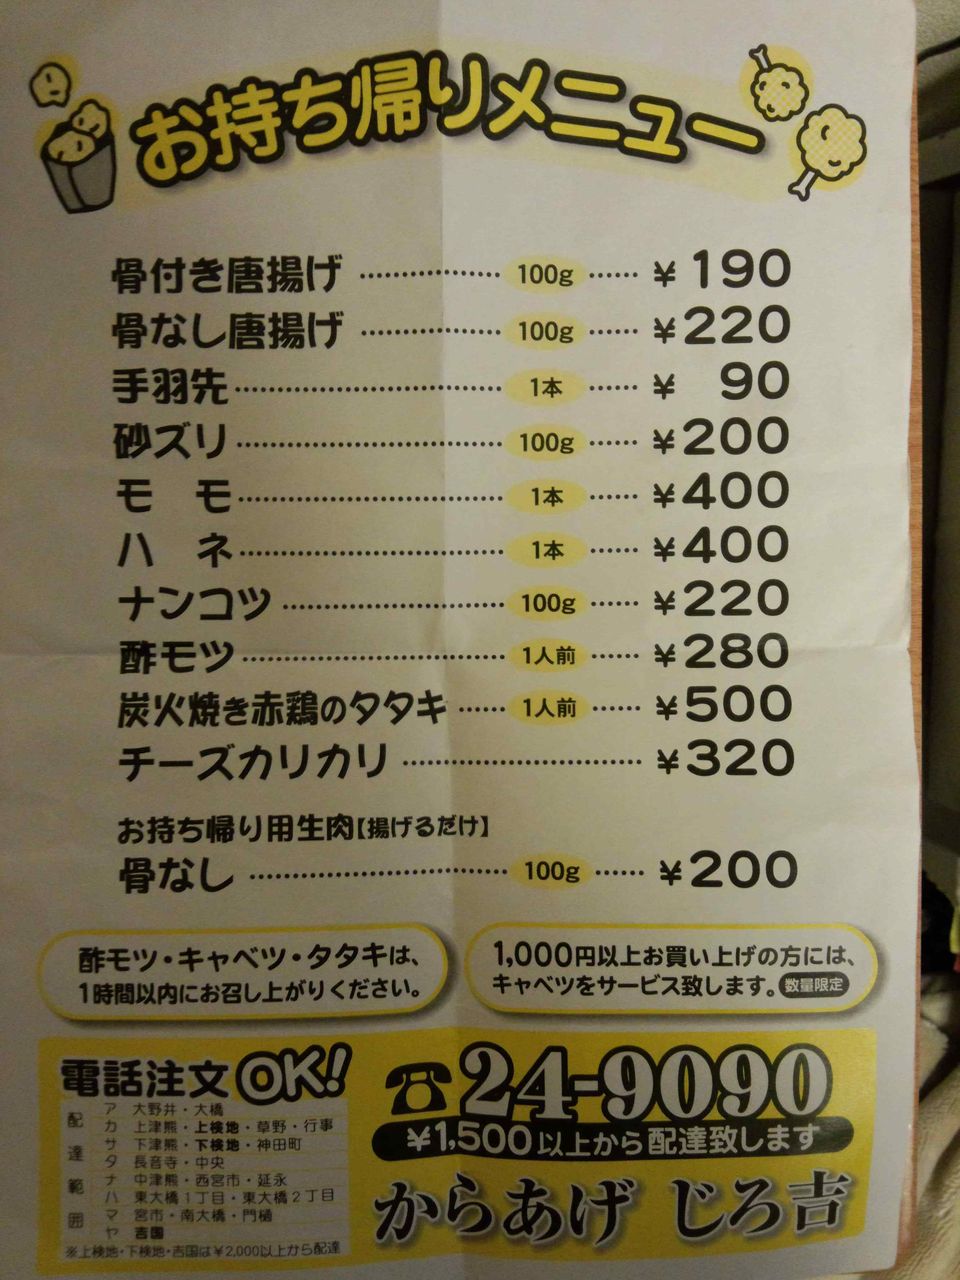 お持ち帰りメニュー
骨付き唐揚げ …………… 100g …… ¥190
骨なし唐揚げ …………… 100g …… ¥220
手羽先 …………… 1本 …… ¥ 90
砂ズリ …………… 100g …… ¥200
モ　モ …………… 1本 …… ¥400
ハ　ネ …………… 1本 …… ¥400
ナンコツ …………… 100g …… ¥220
酢モツ …………… 1人前 …… ¥280
炭火焼き赤鶏のタタキ …… 1人前 …… ¥500
チーズカリカリ …………… ¥320
お持ち帰り用生肉【揚げるだけ】
骨なし …………… 100g …… ¥200
酢モツ・キャベツ・タタキは、
1時間以内にお召し上がりください。
1,000円以上お買い上げの方には、
キャベツをサービス致します。 数量限定
電話注文OK!
配達範囲
ア 大野井・大橋
カ 上津熊・上検地・草野・行事
サ 下津熊・下検地・神田町
タ 長音寺・中央
ナ 中津熊・西宮市・延永
ハ 東大橋1丁目・東大橋2丁目
マ 宮市・南大橋・門樋
ヤ 吉国
※上検地・下検地・吉国は¥2,000以上から配達
☎24-9090
¥1,500以上から配達致します
からあげ じろ吉